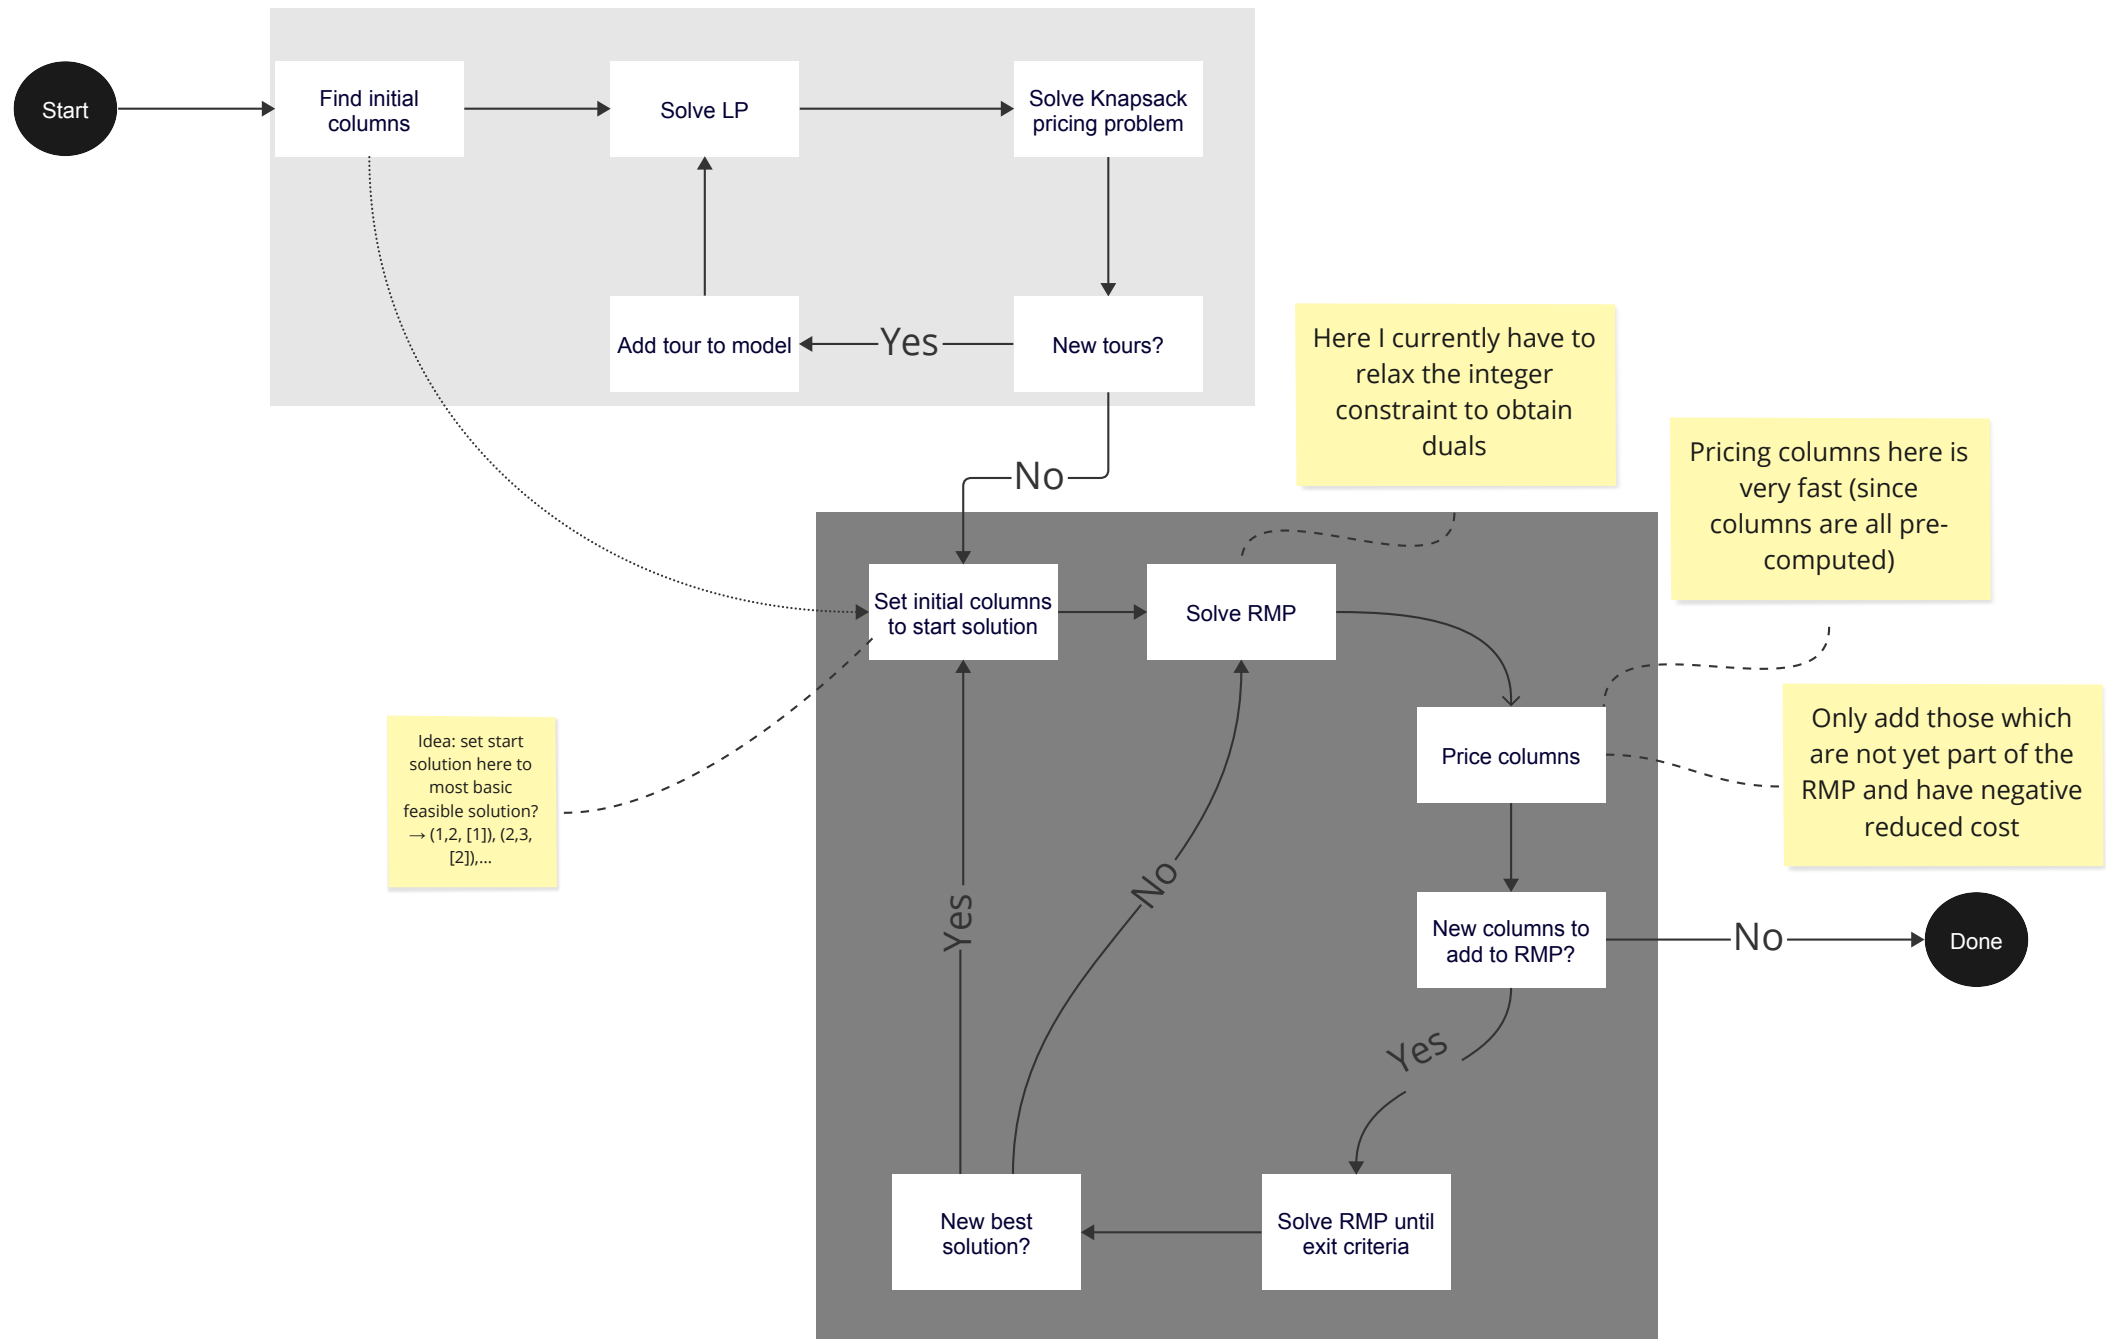 Start
Find initial
columns
Solve LP
Solve Knapsack
pricing problem
Add tour to model
Yes
New tours?
No
Here I currently have to
relax the integer
constraint to obtain
duals
Pricing columns here is
very fast (since
columns are all pre-
computed)
Set initial columns
to start solution
Solve RMP
Idea: set start
solution here to
most basic
feasible solution?
→ (1,2, [1]), (2,3,
[2]),...
Price columns
Only add those which
are not yet part of the
RMP and have negative
reduced cost
Yes
No
New columns to
add to RMP?
No
Done
Yes
New best
solution?
Solve RMP until
exit criteria